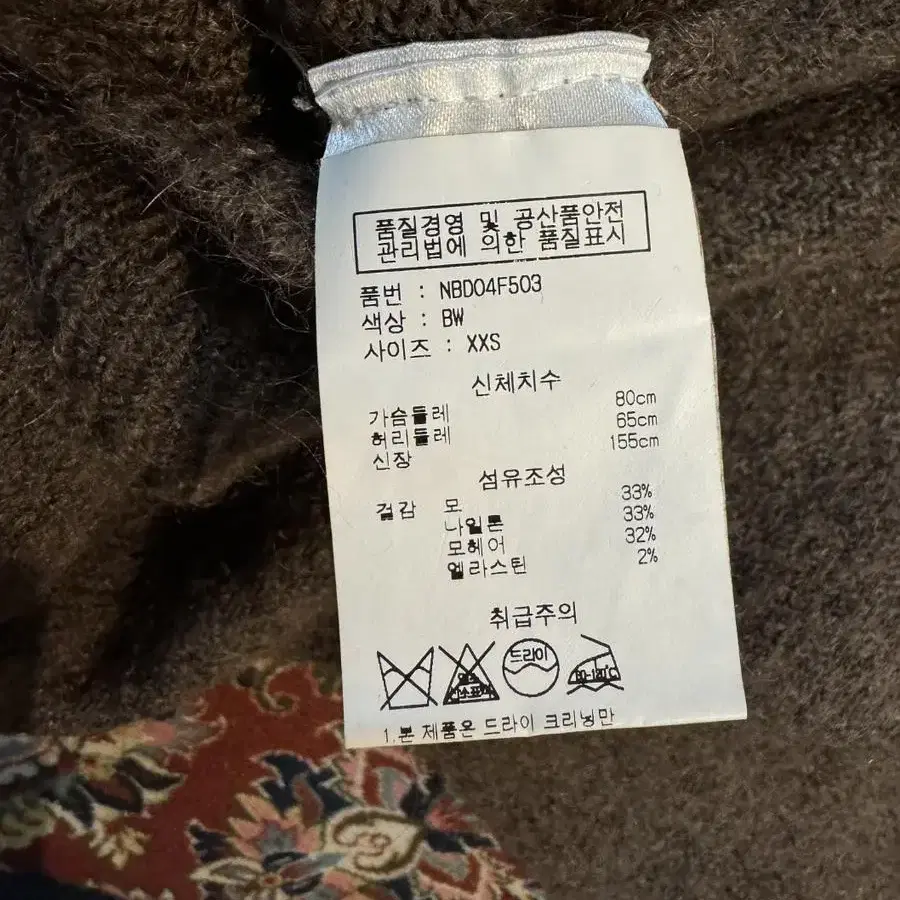 품질경영 및 공산품안전
관리법에 의한 품질표시
품번 : NBD04F503
색상 : BW
사이즈 : XXS
신체치수
가슴둘레 80cm
허리둘레 65cm
신장 155cm
섬유조성
겉감 모 33%
나일론 33%
모헤어 32%
엘라스틴 2%
취급주의
드라이
80-120℃
1.본 제품은 드라이 크리닝만